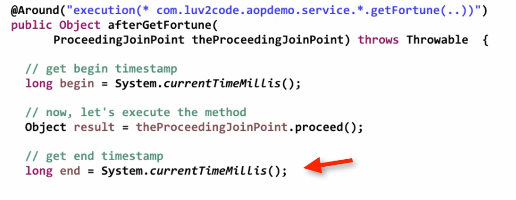 @Around("execution(* com.luv2code.aopdemo.service.*.getFortune(..))")
public Object afterGetFortune(
ProceedingJoinPoint theProceedingJoinPoint) throws Throwable {
// get begin timestamp
long begin = System.currentTimeMillis();
// now, let's execute the method
Object result = theProceedingJoinPoint.proceed();
// get end timestamp
long end = System.currentTimeMillis();